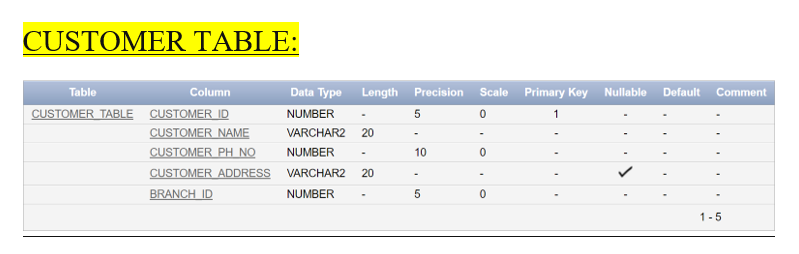 CUSTOMER TABLE:
Table Column Data Type Length Precision Scale Primary Key Nullable Default Comment
CUSTOMER_TABLE CUSTOMER_ID NUMBER - 5 0 1 - - -
CUSTOMER_NAME VARCHAR2 20 - - - - - -
CUSTOMER_PH_NO NUMBER - 10 0 - - - -
CUSTOMER_ADDRESS VARCHAR2 20 - - - ✓ - -
BRANCH_ID NUMBER - 5 0 - - - -
1 - 5